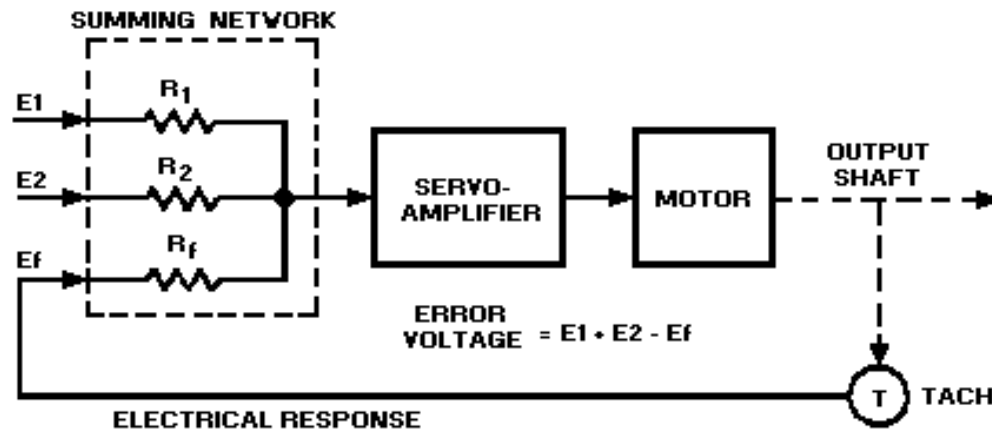 SUMMING NETWORK
E1
R1
E2
R2
Ef
Rf
SERVO-
AMPLIFIER
MOTOR
OUTPUT
SHAFT
ERROR
VOLTAGE = E1 + E2 - Ef
T
TACH
ELECTRICAL RESPONSE